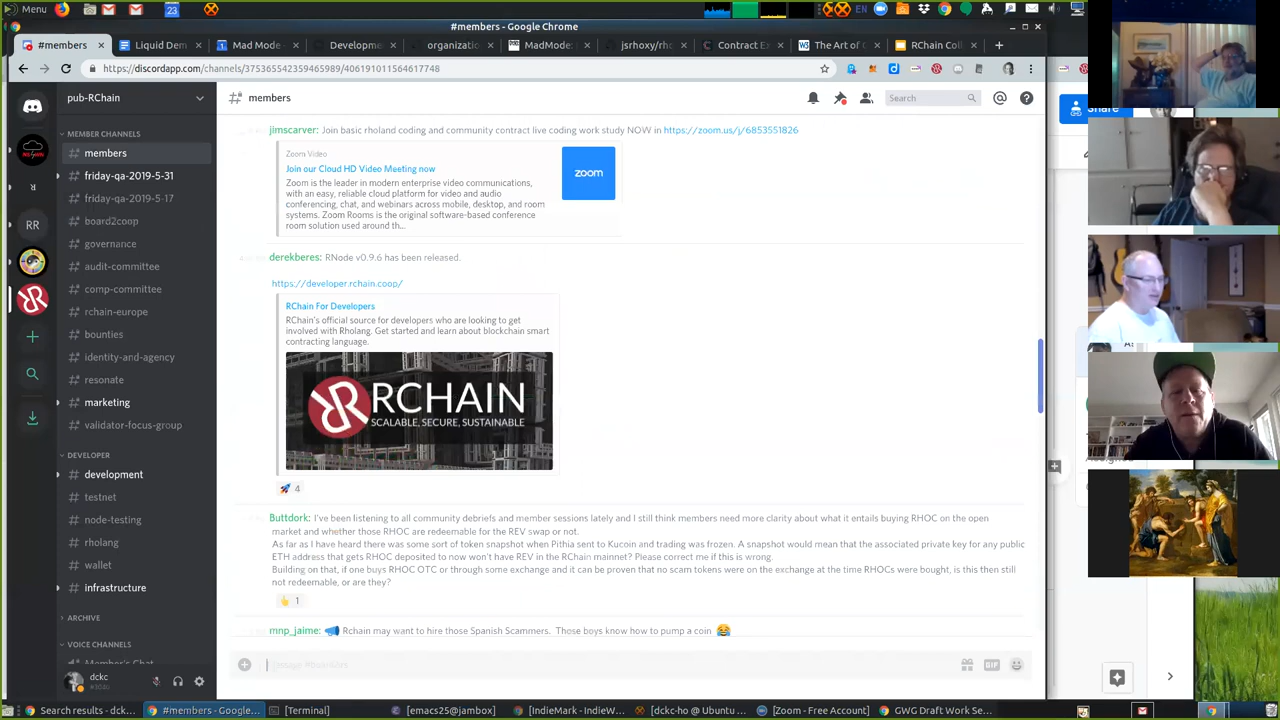 Menu
23
EN
#members - Google Chrome
#members
Liquid Dem
Mad Mode
Developm
organizatio
MadMode:
jsrhoxy/rho
Contract Ex
The Art of C
RChain Coll
https://discordapp.com/channels/375365542359465989/406191011564617748
pub-RChain
members
Search
Share
MEMBER CHANNELS
members
friday-qa-2019-5-31
friday-qa-2019-5-17
board2coop
governance
audit-committee
comp-committee
rchain-europe
bounties
identity-and-agency
resonate
marketing
validator-focus-group
DEVELOPER
development
testnet
node-testing
rholang
wallet
infrastructure
ARCHIVE
VOICE CHANNELS
Member's Chat
RR
dckc
jimscarver: Join basic rholand coding and community contract live coding work study NOW in https://zoom.us/j/6853551826
Zoom Video
Join our Cloud HD Video Meeting now
Zoom is the leader in modern enterprise video communications,
with an easy, reliable cloud platform for video and audio
conferencing, chat, and webinars across mobile, desktop, and room
systems. Zoom Rooms is the original software-based conference
room solution used around th...
zoom
derekberes: RNode v0.9.6 has been released.
https://developer.rchain.coop/
RChain For Developers
RChain's official source for developers who are looking to get
involved with Rholang. Get started and learn about blockchain smart
contracting language.
RCHAIN
SCALABLE, SECURE, SUSTAINABLE
4
Buttdork: I've been listening to all community debriefs and member sessions lately and I still think members need more clarity about what it entails buying RHOC on the open
market and whether those RHOC are redeemable for the REV swap or not.
As far as I have heard there was some sort of token snapshot when Pithia sent to Kucoin and trading was frozen. A snapshot would mean that the associated private key for any public
ETH address that gets RHOC deposited to now won't have REV in the RChain mainnet? Please correct me if this is wrong.
Building on that, if one buys RHOC OTC or through some exchange and it can be proven that no scam tokens were on the exchange at the time RHOCs were bought, is this then still
not redeemable, or are they?
1
mnp_jaime: Rchain may want to hire those Spanish Scammers. Those boys know how to pump a coin
GIF
Search results - dck...
#members - Google...
[Terminal]
[emacs25@jambox]
[IndieMark - IndieW...
[dckc-ho @ Ubuntu ...
[Zoom - Free Account]
GWG Draft Work Se...